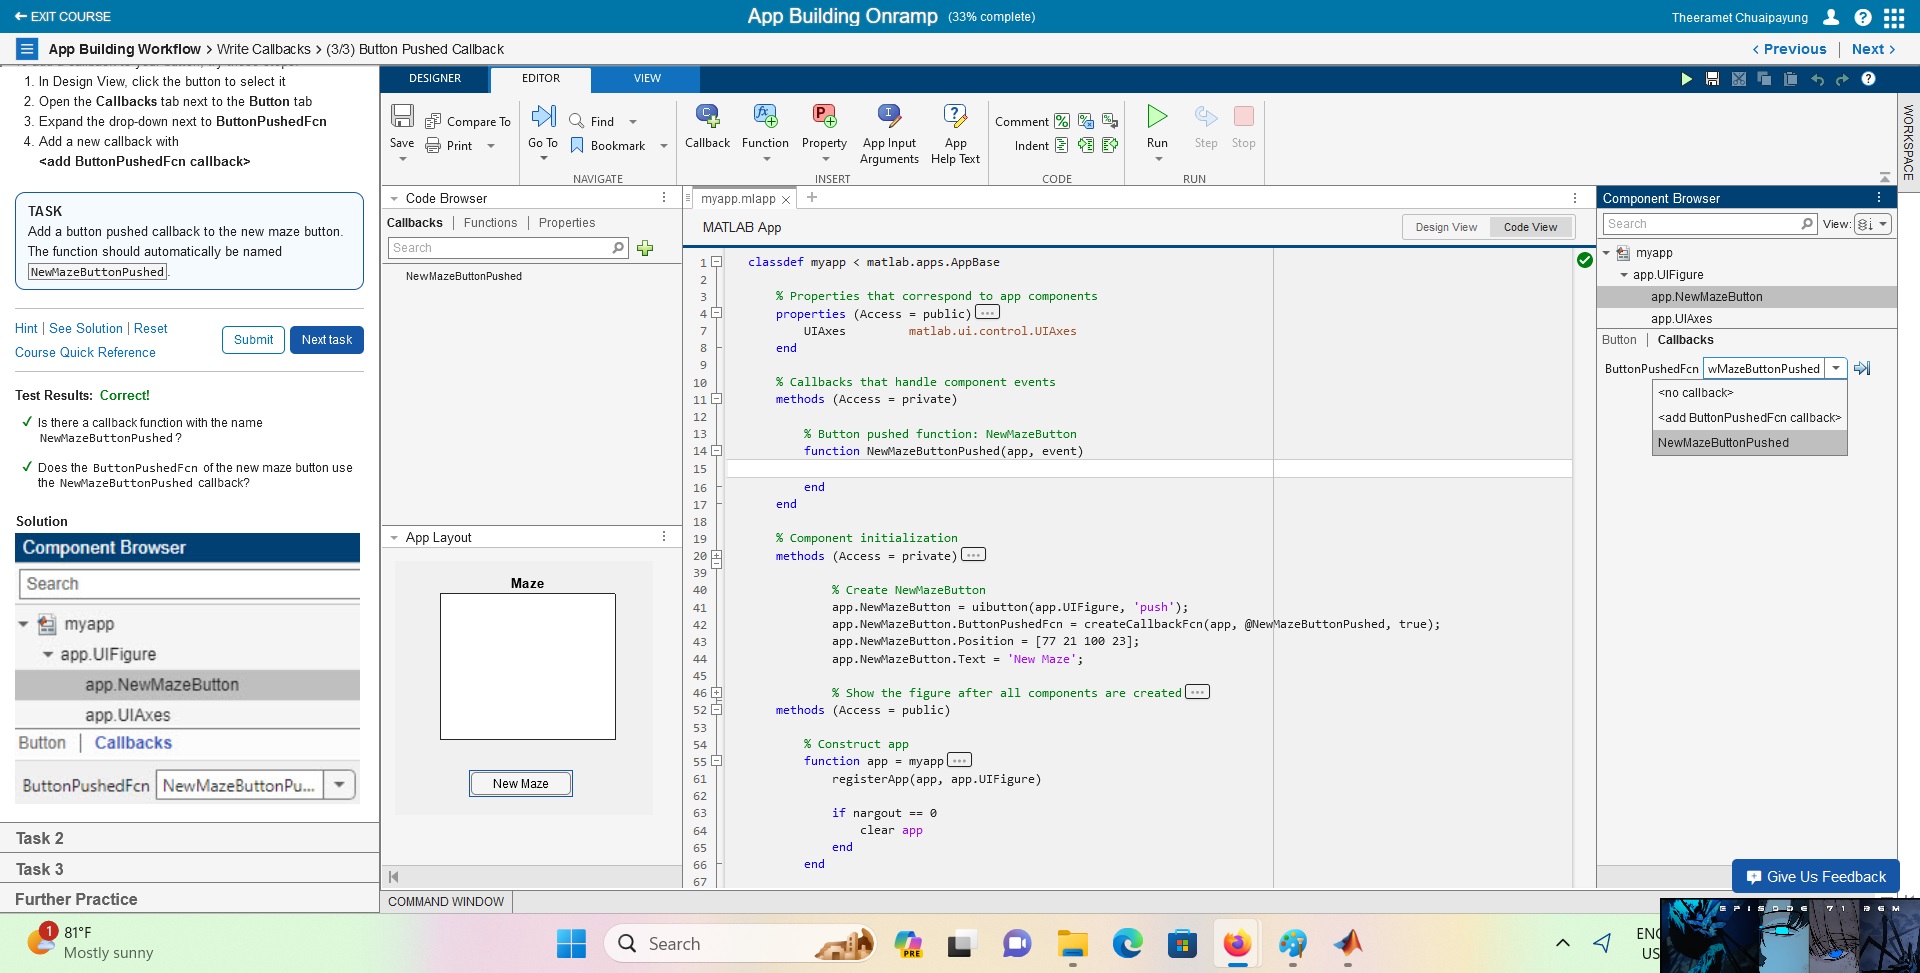 EXIT COURSE
App Building Onramp (33% complete)
Theeramet Chuaipayung
App Building Workflow > Write Callbacks > (3/3) Button Pushed Callback
< Previous | Next >
1. In Design View, click the button to select it
2. Open the Callbacks tab next to the Button tab
3. Expand the drop-down next to ButtonPushedFcn
4. Add a new callback with
<add ButtonPushedFcn callback>
TASK
Add a button pushed callback to the new maze button.
The function should automatically be named
NewMazeButtonPushed.
Hint | See Solution | Reset
Course Quick Reference
Submit
Next task
Test Results: Correct!
✓ Is there a callback function with the name
NewMazeButtonPushed?
✓ Does the ButtonPushedFcn of the new maze button use
the NewMazeButtonPushed callback?
Solution
Component Browser
Search
myapp
app.UIFigure
app.NewMazeButton
app.UIAxes
Button | Callbacks
ButtonPushedFcn NewMazeButtonPu...
Task 2
Task 3
Further Practice
DESIGNER EDITOR VIEW
Save
Compare To
Print
Go To
Find
Bookmark
NAVIGATE
Callback
Function
Property
App Input
Arguments
App
Help Text
INSERT
Comment
Indent
CODE
Run
Step
Stop
RUN
WORKSPACE
Code Browser
Callbacks | Functions | Properties
Search
NewMazeButtonPushed
App Layout
Maze
New Maze
myapp.mlapp
MATLAB App
Design View Code View
1 classdef myapp < matlab.apps.AppBase
2
3 % Properties that correspond to app components
4 properties (Access = public) ...
7 UIAxes matlab.ui.control.UIAxes
8 end
9
10 % Callbacks that handle component events
11 methods (Access = private)
12
13 % Button pushed function: NewMazeButton
14 function NewMazeButtonPushed(app, event)
15
16 end
17 end
18
19 % Component initialization
20 methods (Access = private) ...
39
40 % Create NewMazeButton
41 app.NewMazeButton = uibutton(app.UIFigure, 'push');
42 app.NewMazeButton.ButtonPushedFcn = createCallbackFcn(app, @NewMazeButtonPushed, true);
43 app.NewMazeButton.Position = [77 21 100 23];
44 app.NewMazeButton.Text = 'New Maze';
45
46 % Show the figure after all components are created ...
52 methods (Access = public)
53
54 % Construct app
55 function app = myapp ...
61 registerApp(app, app.UIFigure)
62
63 if nargout == 0
64 clear app
65 end
66 end
67
COMMAND WINDOW
Component Browser
Search
View:
myapp
app.UIFigure
app.NewMazeButton
app.UIAxes
Button | Callbacks
ButtonPushedFcn wMazeButtonPushed
<no callback>
<add ButtonPushedFcn callback>
NewMazeButtonPushed
Give Us Feedback
1
81°F
Mostly sunny
Search
PRE
ENG
US
EPISODE 71 BGM